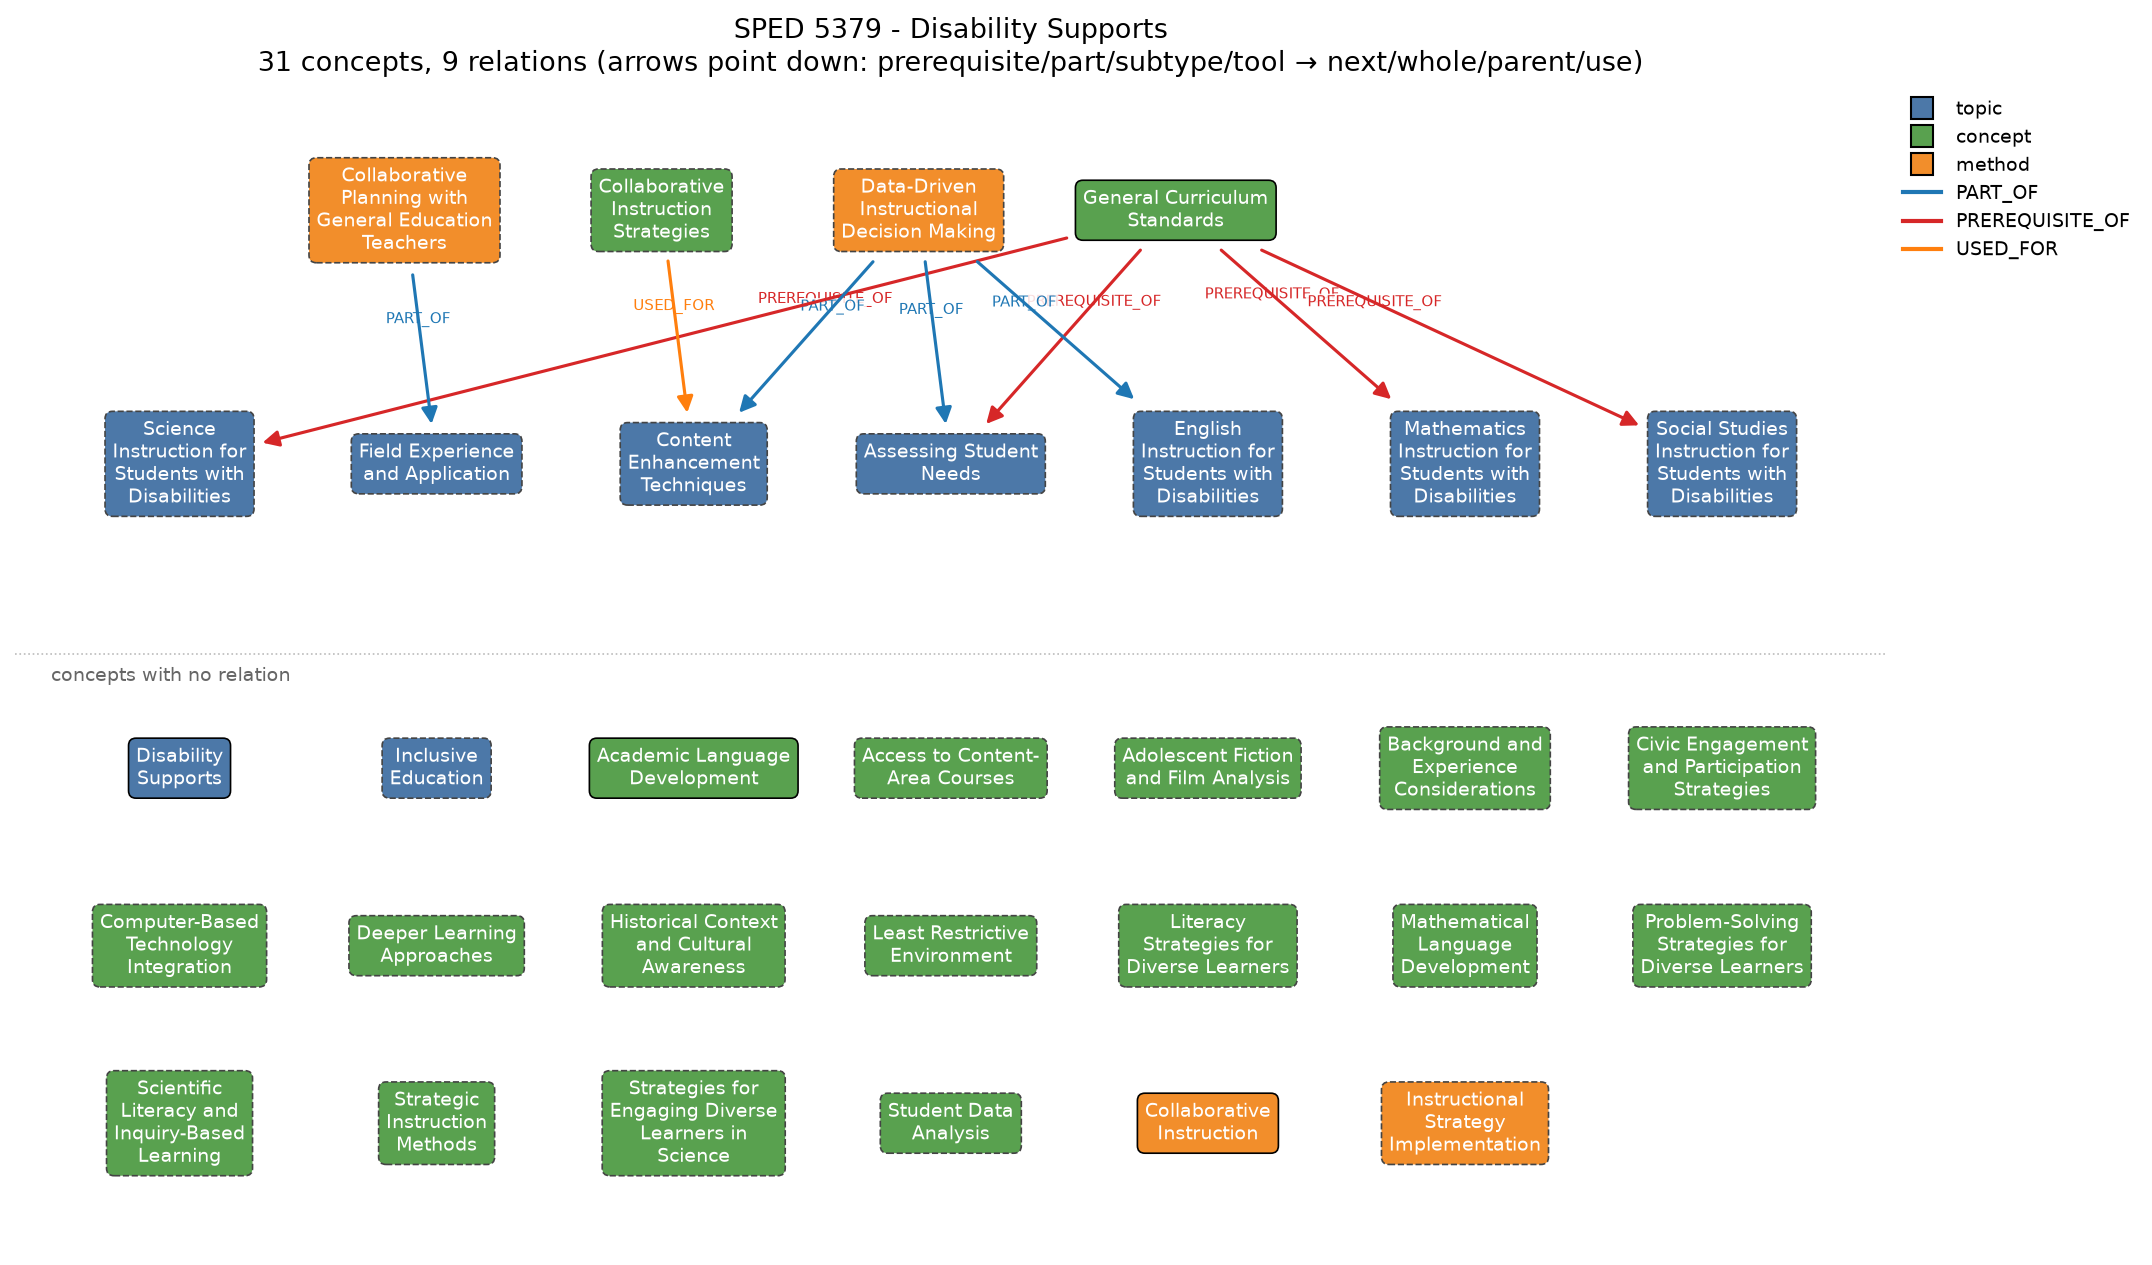 SPED 5379 - Disability Supports
31 concepts, 9 relations (arrows point down: prerequisite/part/subtype/tool → next/whole/parent/use)
topic
concept
method
PART_OF
PREREQUISITE_OF
USED_FOR
Collaborative
Planning with
General Education
Teachers
Collaborative
Instruction
Strategies
Data-Driven
Instructional
Decision Making
General Curriculum
Standards
PART_OF
USED_FOR
PREREQUISITE_OF
PART_OF
PART_OF
PART_OF
PREREQUISITE_OF
PREREQUISITE_OF
PREREQUISITE_OF
Science
Instruction for
Students with
Disabilities
Field Experience
and Application
Content
Enhancement
Techniques
Assessing Student
Needs
English
Instruction for
Students with
Disabilities
Mathematics
Instruction for
Students with
Disabilities
Social Studies
Instruction for
Students with
Disabilities
concepts with no relation
Disability
Supports
Inclusive
Education
Academic Language
Development
Access to Content-
Area Courses
Adolescent Fiction
and Film Analysis
Background and
Experience
Considerations
Civic Engagement
and Participation
Strategies
Computer-Based
Technology
Integration
Deeper Learning
Approaches
Historical Context
and Cultural
Awareness
Least Restrictive
Environment
Literacy
Strategies for
Diverse Learners
Mathematical
Language
Development
Problem-Solving
Strategies for
Diverse Learners
Scientific
Literacy and
Inquiry-Based
Learning
Strategic
Instruction
Methods
Strategies for
Engaging Diverse
Learners in
Science
Student Data
Analysis
Collaborative
Instruction
Instructional
Strategy
Implementation